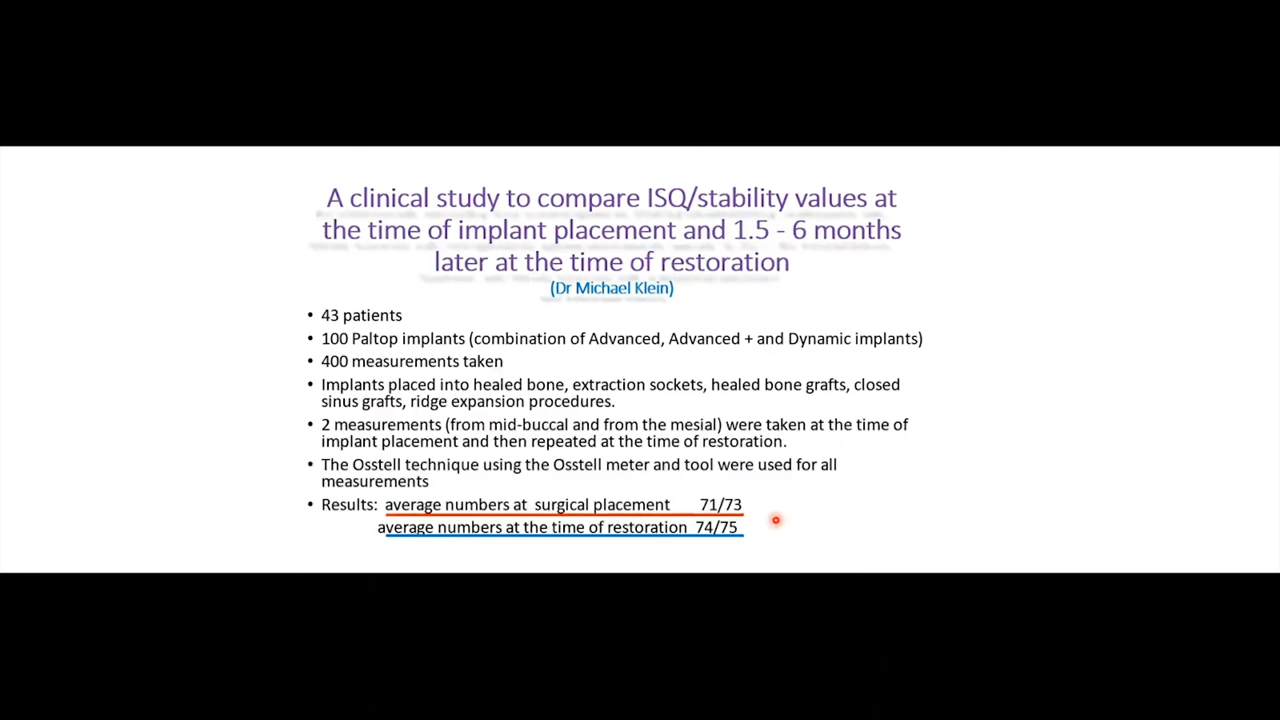 A clinical study to compare ISQ/stability values at
the time of implant placement and 1.5 - 6 months
later at the time of restoration
(Dr Michael Klein)
• 43 patients
• 100 Paltop implants (combination of Advanced, Advanced + and Dynamic implants)
• 400 measurements taken
• Implants placed into healed bone, extraction sockets, healed bone grafts, closed
sinus grafts, ridge expansion procedures.
• 2 measurements (from mid-buccal and from the mesial) were taken at the time of
implant placement and then repeated at the time of restoration.
• The Osstell technique using the Osstell meter and tool were used for all
measurements
• Results: average numbers at surgical placement 71/73
average numbers at the time of restoration 74/75